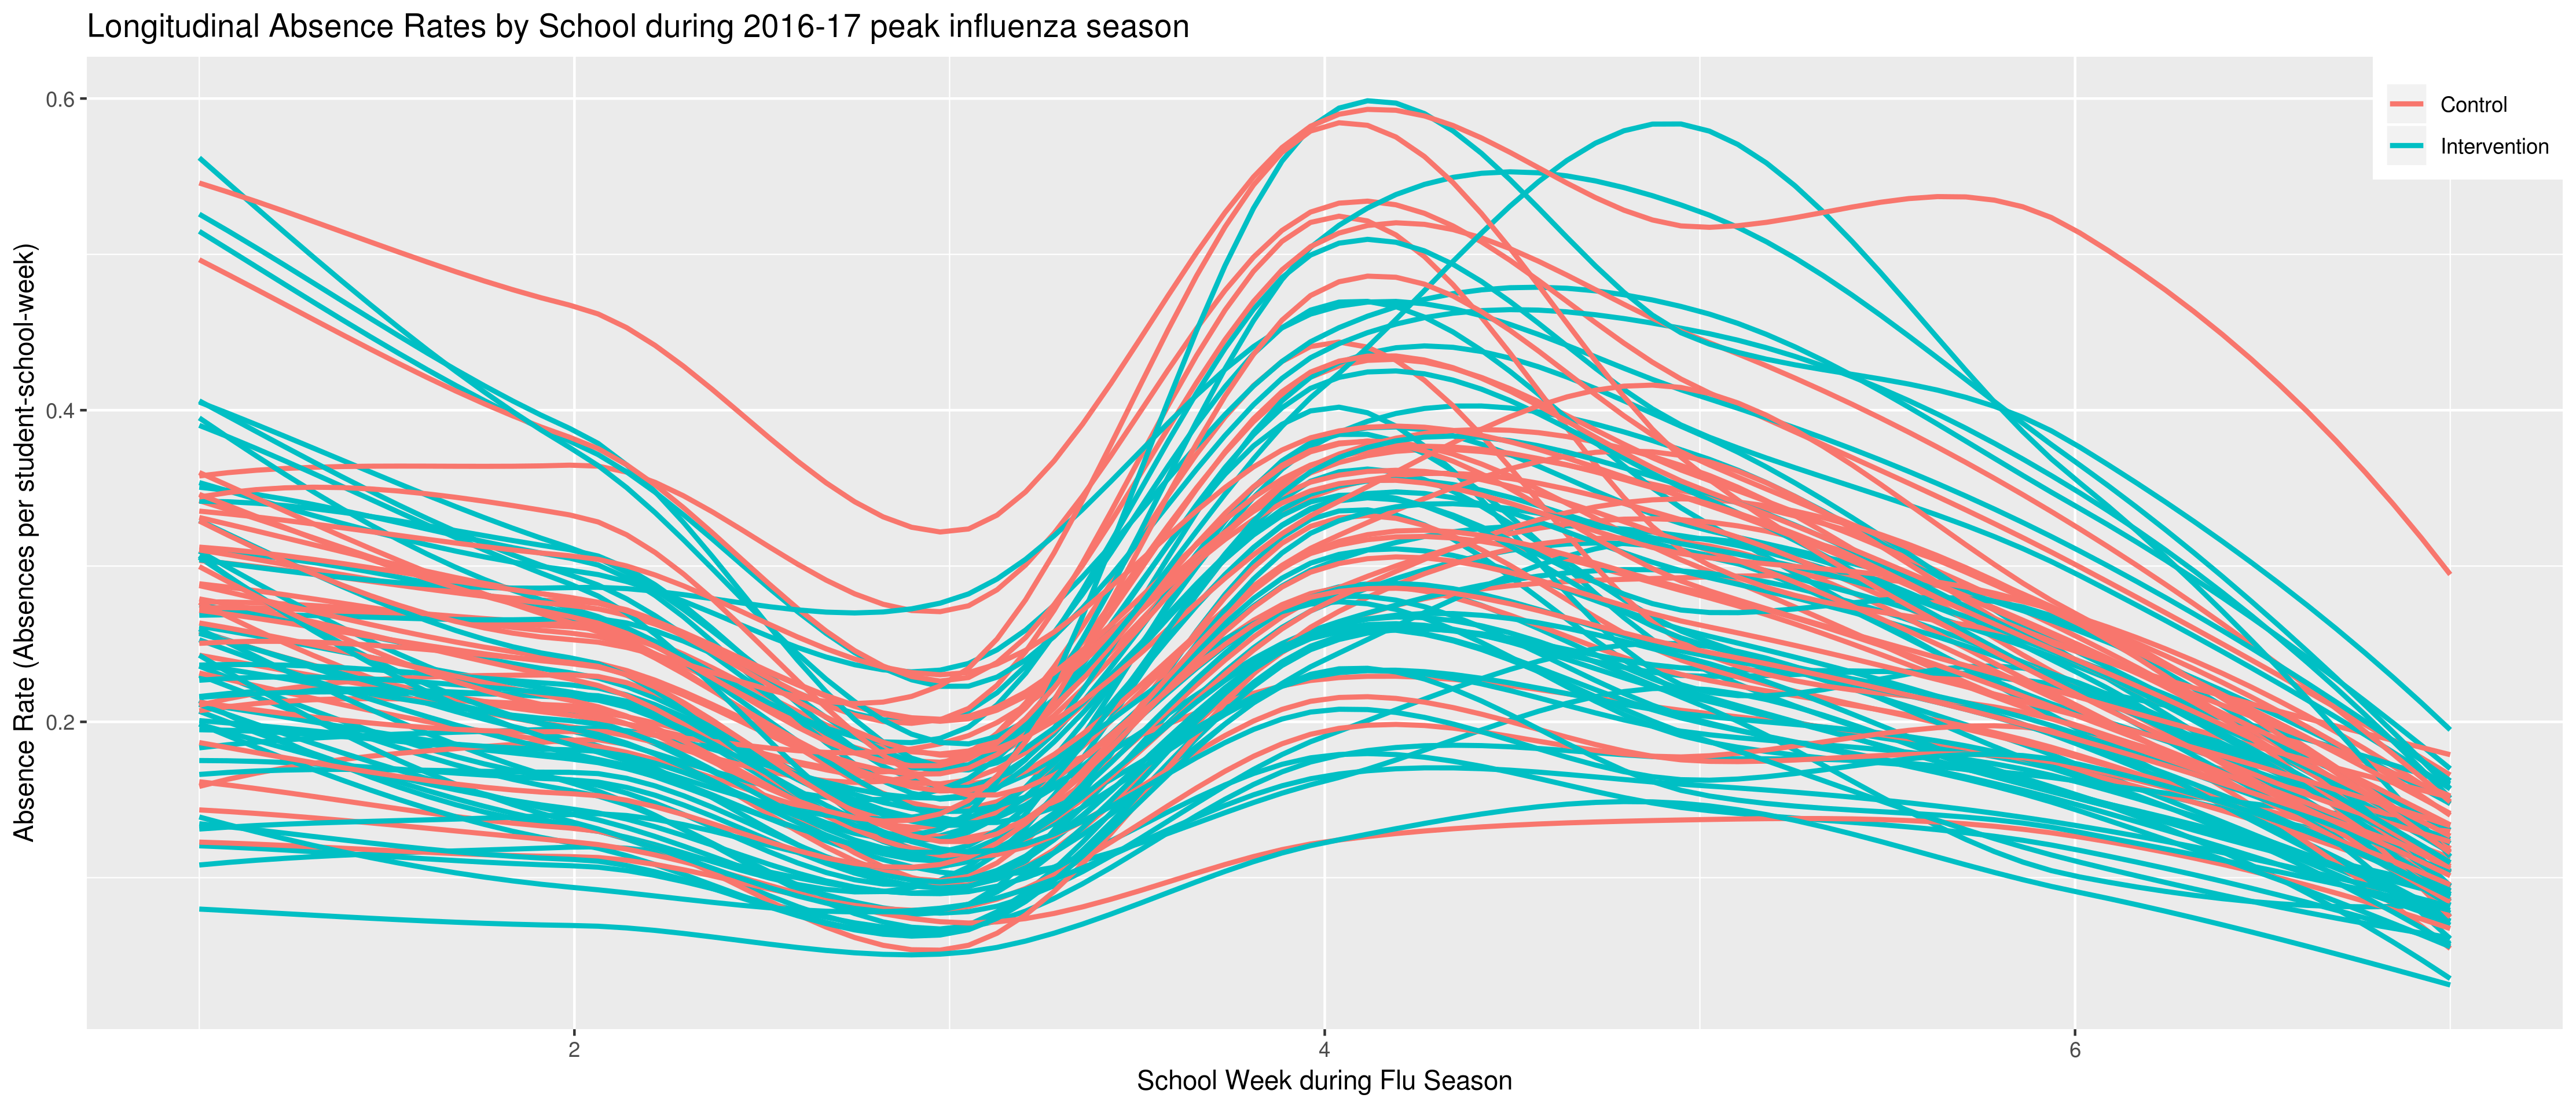 Longitudinal Absence Rates by School during 2016-17 peak influenza season
Absence Rate (Absences per student-school-week)
0.6
0.4
0.2
Control
Intervention
2
4
6
School Week during Flu Season